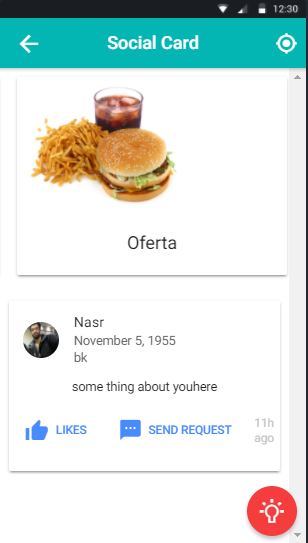 12:30
Social Card
Oferta
Nasr
November 5, 1955
bk
some thing about youhere
LIKES
SEND REQUEST
11h
ago